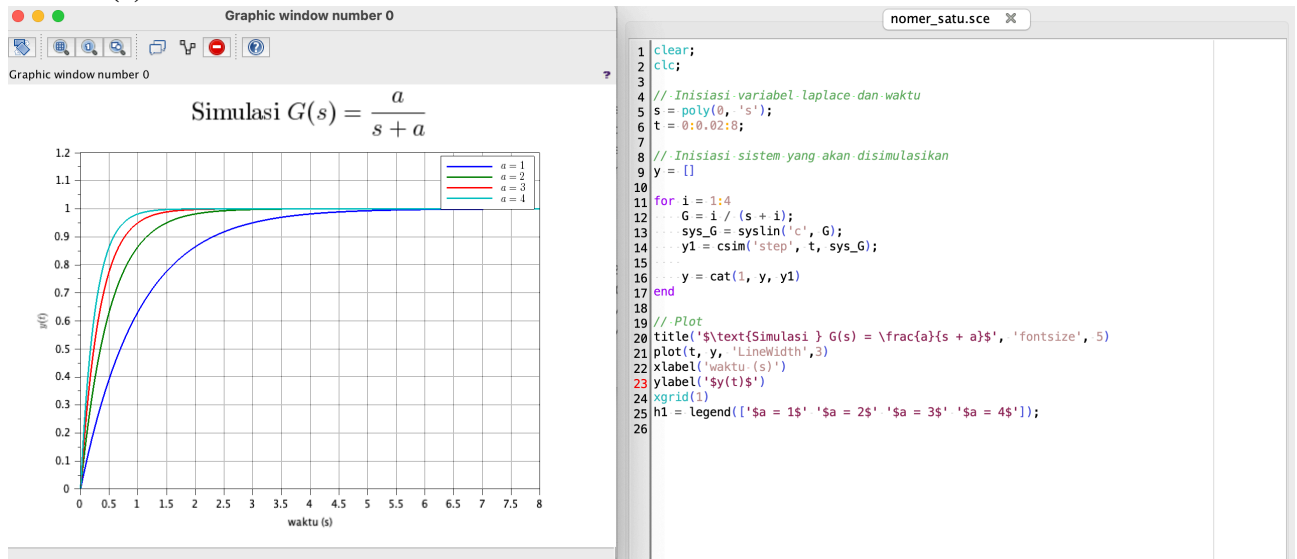 Graphic window number 0
Graphic window number 0
?
Simulasi G(s) = \frac{a}{s + a}
a = 1
a = 2
a = 3
a = 4
1.2
1.1
1
0.9
0.8
0.7
0.6
0.5
0.4
0.3
0.2
0.1
0
y(t)
0 0.5 1 1.5 2 2.5 3 3.5 4 4.5 5 5.5 6 6.5 7 7.5 8
waktu (s)
nomer_satu.sce
1 clear;
2 clc;
3
4 // Inisiasi variabel laplace dan waktu
5 s = poly(0, 's');
6 t = 0:0.02:8;
7
8 // Inisiasi sistem yang akan disimulasikan
9 y = []
10
11 for i = 1:4
12     G = i / (s + i);
13     sys_G = syslin('c', G);
14     y1 = csim('step', t, sys_G);
15
16     y = cat(1, y, y1)
17 end
18
19 // Plot
20 title('$\text{Simulasi } G(s) = \frac{a}{s + a}$', 'fontsize', 5)
21 plot(t, y, 'LineWidth',3)
22 xlabel('waktu (s)')
23 ylabel('$y(t)$')
24 xgrid(1)
25 h1 = legend(['$a = 1$' '$a = 2$' '$a = 3$' '$a = 4$']);
26